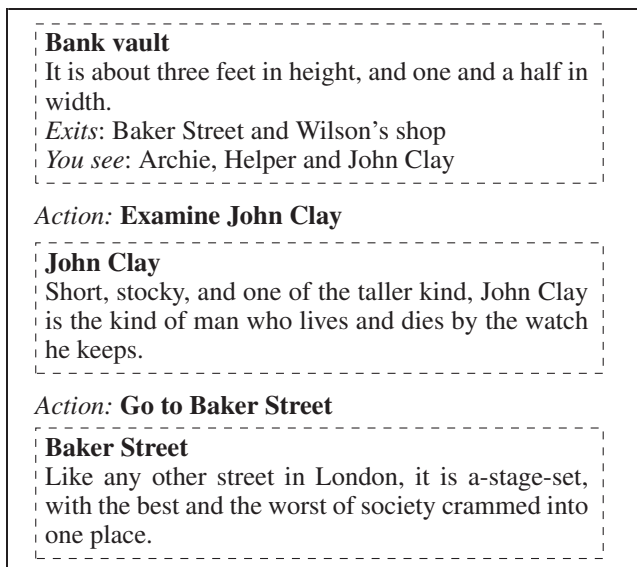 Bank vault
It is about three feet in height, and one and a half in
width.
Exits: Baker Street and Wilson's shop
You see: Archie, Helper and John Clay
Action: Examine John Clay
John Clay
Short, stocky, and one of the taller kind, John Clay
is the kind of man who lives and dies by the watch
he keeps.
Action: Go to Baker Street
Baker Street
Like any other street in London, it is a-stage-set,
with the best and the worst of society crammed into
one place.